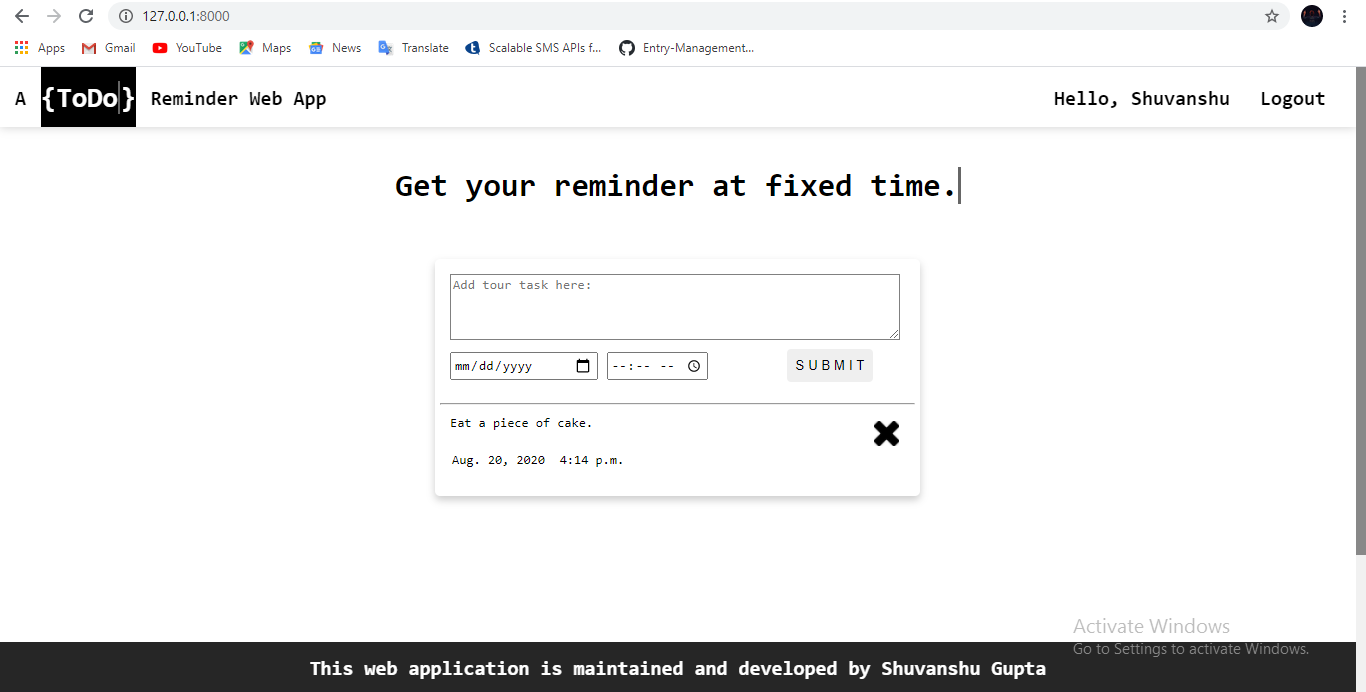 127.0.0.1:8000
Apps Gmail YouTube Maps News Translate Scalable SMS APIs f... Entry-Management...
A {ToDo} Reminder Web App Hello, Shuvanshu Logout
Get your reminder at fixed time.
Add tour task here:
mm/dd/yyyy --:-- -- SUBMIT
Eat a piece of cake.
Aug. 20, 2020 4:14 p.m.
Activate Windows
Go to Settings to activate Windows.
This web application is maintained and developed by Shuvanshu Gupta